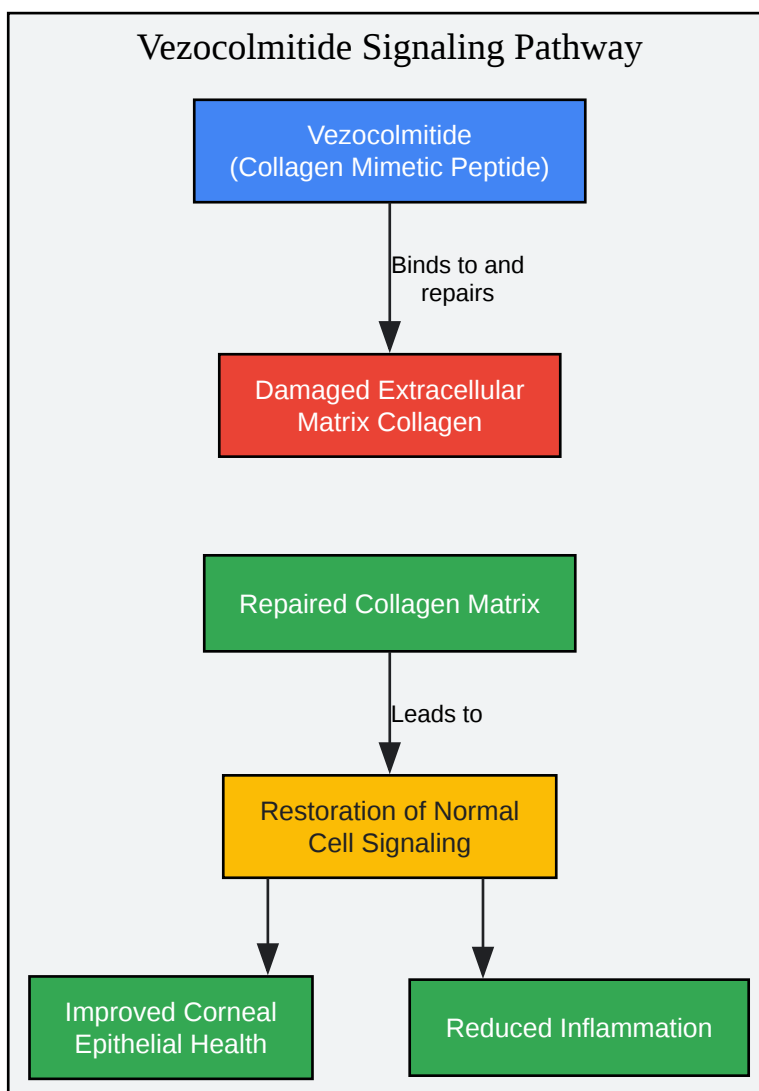 Vezocolmitide Signaling Pathway
Vezocolmitide
(Collagen Mimetic Peptide)
Binds to and
repairs
Damaged Extracellular
Matrix Collagen
Repaired Collagen Matrix
Leads to
Restoration of Normal
Cell Signaling
Improved Corneal
Epithelial Health
Reduced Inflammation